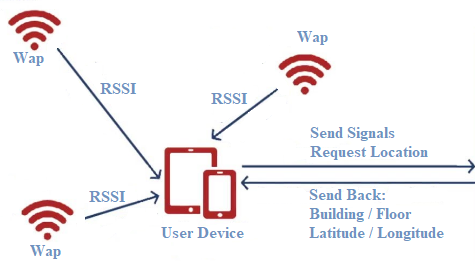 Wap
Wap
RSSI
RSSI
Send Signals
Request Location
RSSI
Send Back:
Building / Floor
Latitude / Longitude
Wap
User Device